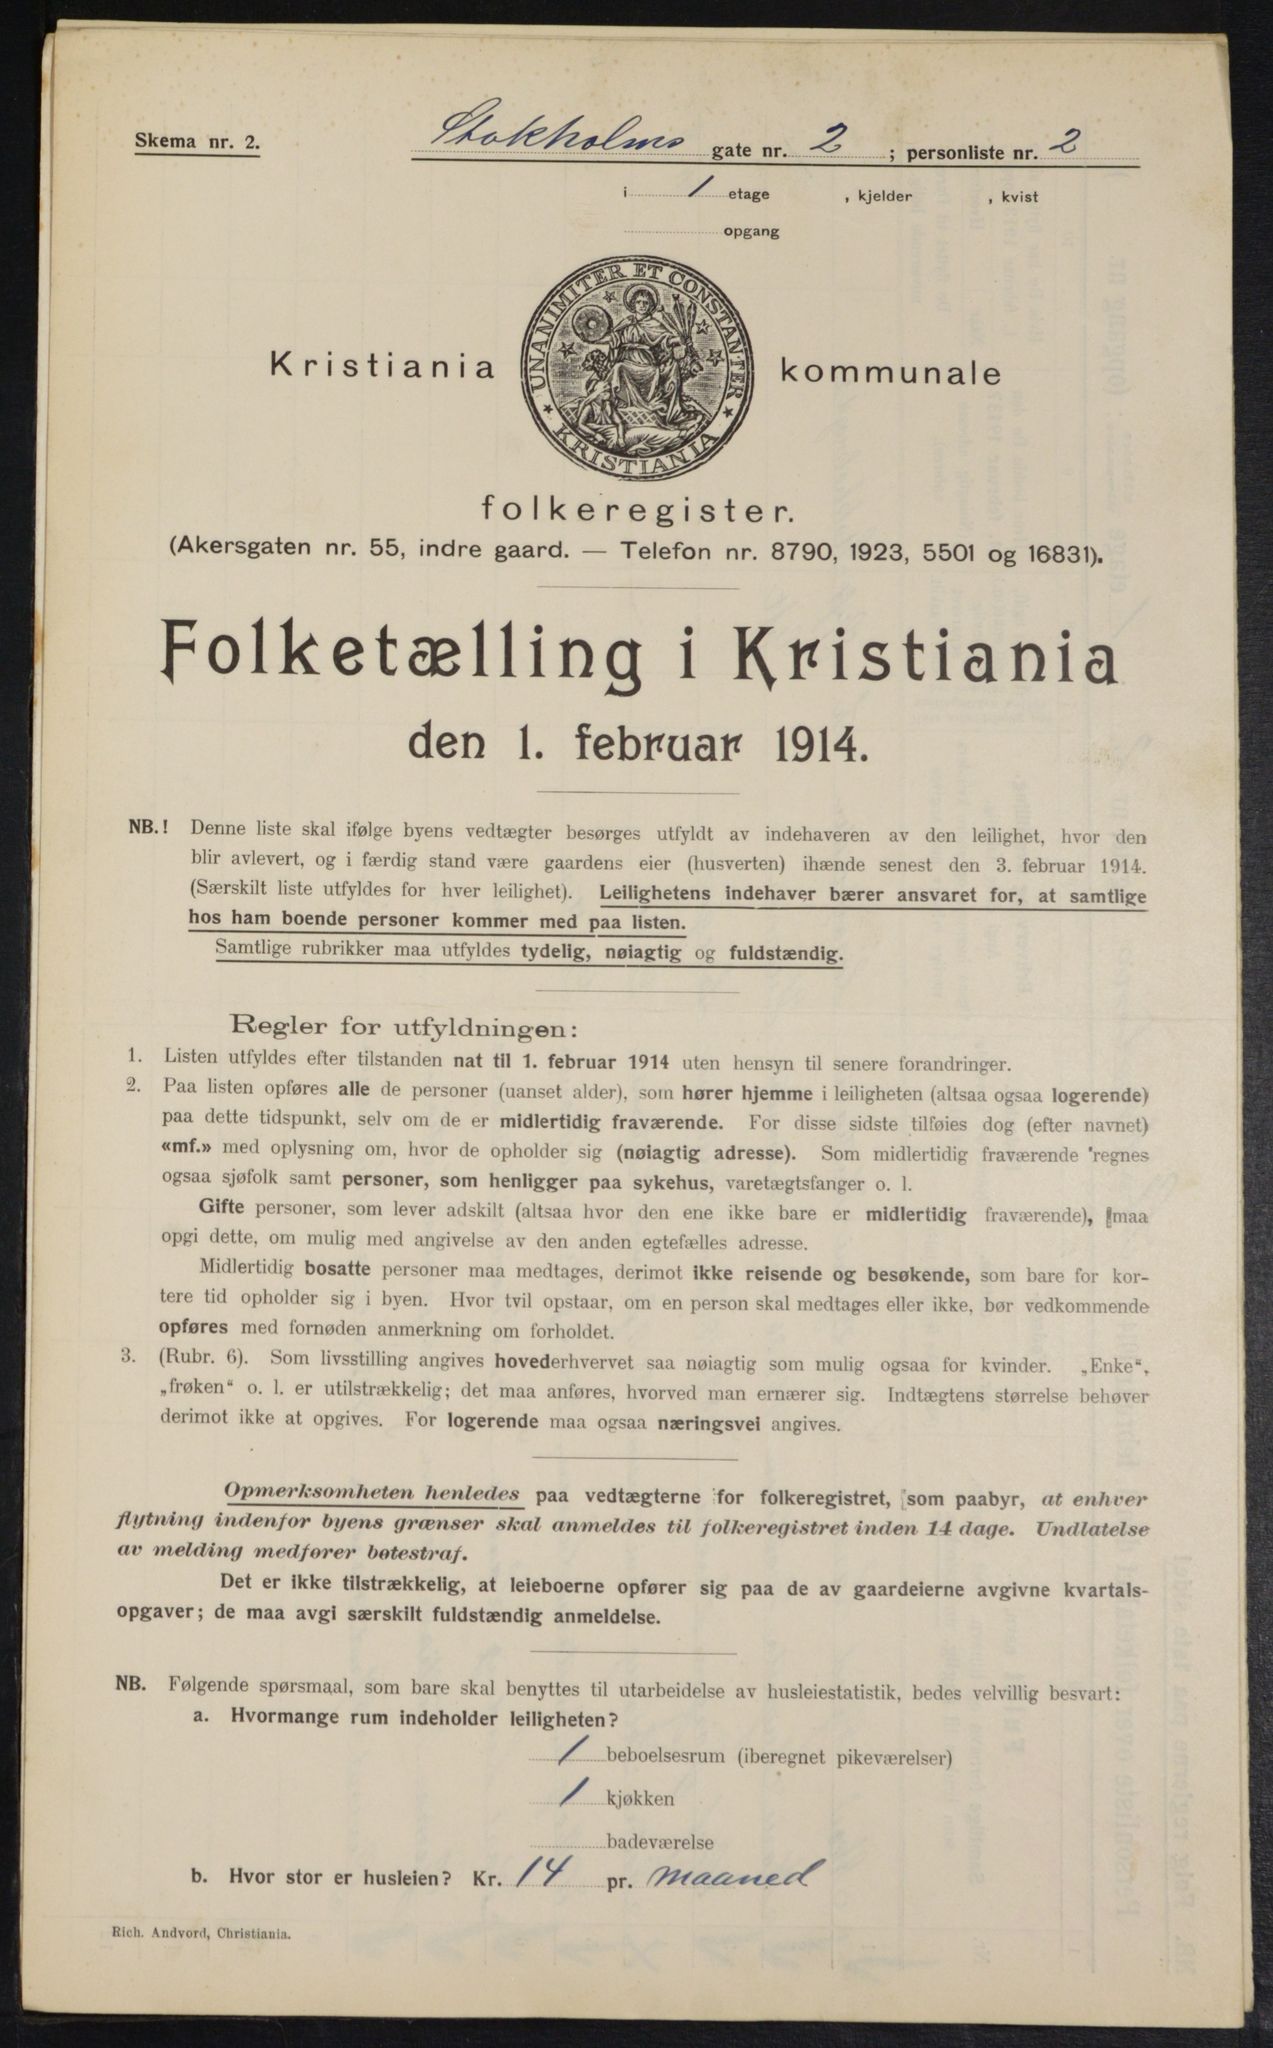 Skema nr. 2.
Stokholms gate nr. 2 ; personliste nr. 2
i 1 etage , kjelder , kvist
opgang
UNANIMITER ET CONSTANTER
★ KRISTIANIA ★
Kristiania kommunale
folkeregister.
(Akersgaten nr. 55, indre gaard. — Telefon nr. 8790, 1923, 5501 og 16831).
Folketælling i Kristiania
den 1. februar 1914.
NB.! Denne liste skal ifølge byens vedtægter besørges utfyldt av indehaveren av den leilighet, hvor den
blir avlevert, og i færdig stand være gaardens eier (husverten) ihænde senest den 3. februar 1914.
(Særskilt liste utfyldes for hver leilighet). Leilighetens indehaver bærer ansvaret for, at samtlige
hos ham boende personer kommer med paa listen.
Samtlige rubrikker maa utfyldes tydelig, nøiagtig og fuldstændig.
Regler for utfyldningen:
1. Listen utfyldes efter tilstanden nat til 1. februar 1914 uten hensyn til senere forandringer.
2. Paa listen opføres alle de personer (uanset alder), som hører hjemme i leiligheten (altsaa ogsaa logerende)
paa dette tidspunkt, selv om de er midlertidig fraværende. For disse sidste tilføies dog (efter navnet)
«mf.» med oplysning om, hvor de opholder sig (nøiagtig adresse). Som midlertidig fraværende regnes
ogsaa sjøfolk samt personer, som henligger paa sykehus, varetægtsfanger o. l.
Gifte personer, som lever adskilt (altsaa hvor den ene ikke bare er midlertidig fraværende), maa
opgi dette, om mulig med angivelse av den anden egtefælles adresse.
Midlertidig bosatte personer maa medtages, derimot ikke reisende og besøkende, som bare for kor-
tere tid opholder sig i byen. Hvor tvil opstaar, om en person skal medtages eller ikke, bør vedkommende
opføres med fornøden anmerkning om forholdet.
3. (Rubr. 6). Som livsstilling angives hovederhvervet saa nøiagtig som mulig ogsaa for kvinder. „Enke“,
„frøken“ o. l. er utilstrækkelig; det maa anføres, hvorved man ernærer sig. Indtægtens størrelse behøver
derimot ikke at opgives. For logerende maa ogsaa næringsvei angives.
Opmerksomheten henledes paa vedtægterne for folkeregistret, som paabyr, at enhver
flytning indenfor byens grænser skal anmeldes til folkeregistret inden 14 dage. Undlatelse
av melding medfører bøtestraf.
Det er ikke tilstrækkelig, at leieboerne opfører sig paa de av gaardeierne avgivne kvartals-
opgaver; de maa avgi særskilt fuldstændig anmeldelse.
NB. Følgende spørsmaal, som bare skal benyttes til utarbeidelse av husleiestatistik, bedes velvillig besvart:
a. Hvormange rum indeholder leiligheten?
1 beboelsesrum (iberegnet pikeværelser)
1 kjøkken
badeværelse
b. Hvor stor er husleien? Kr. 14 pr. maaned
Rich. Andvord, Christiania.